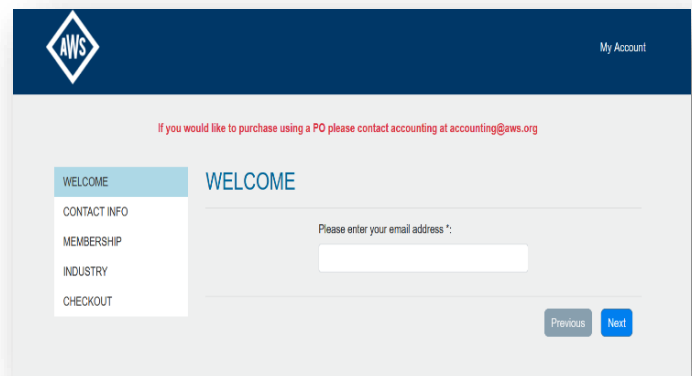 AWS
My Account
If you would like to purchase using a PO please contact accounting at accounting@aws.org
WELCOME
CONTACT INFO
MEMBERSHIP
INDUSTRY
CHECKOUT
WELCOME
Please enter your email address *:
Previous
Next